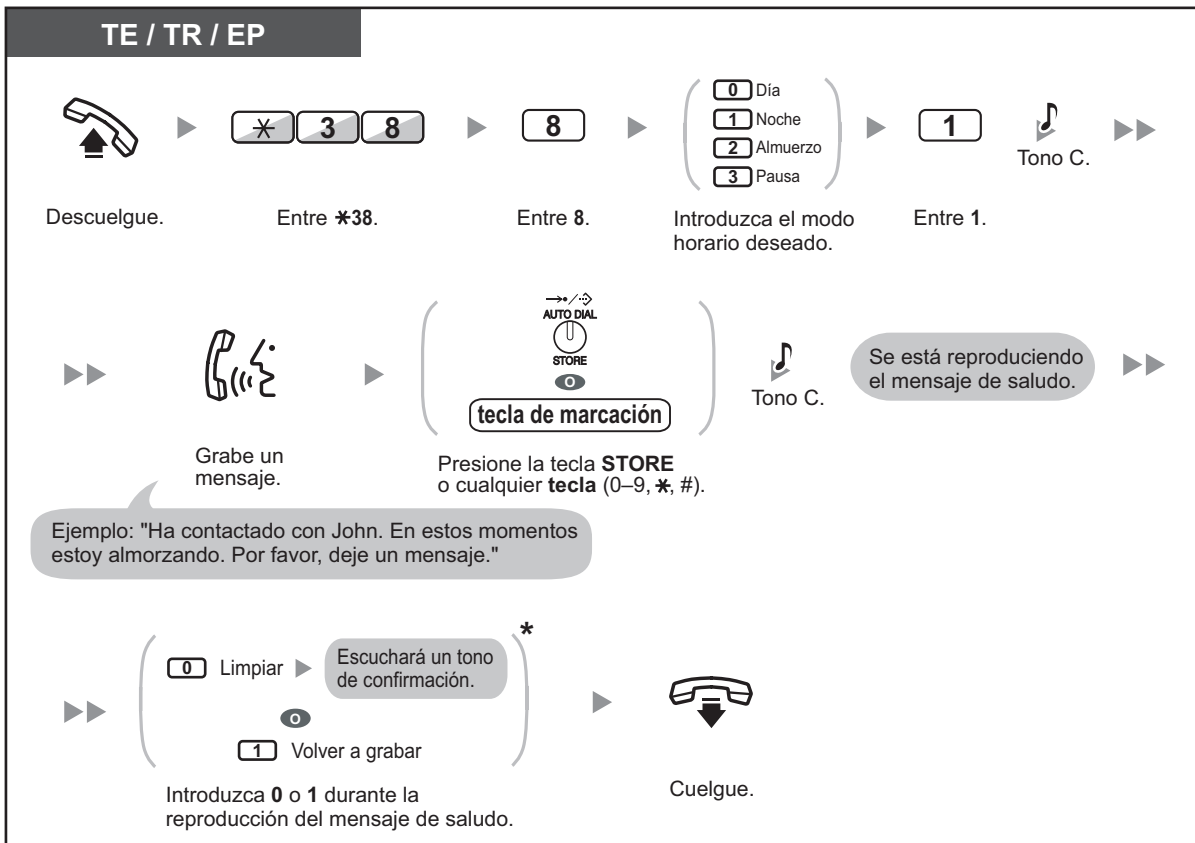 TE / TR / EP
* 3 8
8
0 Día
1 Noche
2 Almuerzo
3 Pausa
1
Tono C.
Descuelgue.
Entre *38.
Entre 8.
Introduzca el modo
horario deseado.
Entre 1.
AUTO DIAL
STORE
O
tecla de marcación
Tono C.
Se está reproduciendo
el mensaje de saludo.
Grabe un
mensaje.
Presione la tecla STORE
o cualquier tecla (0–9, *, #).
Ejemplo: "Ha contactado con John. En estos momentos
estoy almorzando. Por favor, deje un mensaje."
0 Limpiar
Escuchará un tono
de confirmación.
*
O
1 Volver a grabar
Introduzca 0 o 1 durante la
reproducción del mensaje de saludo.
Cuelgue.